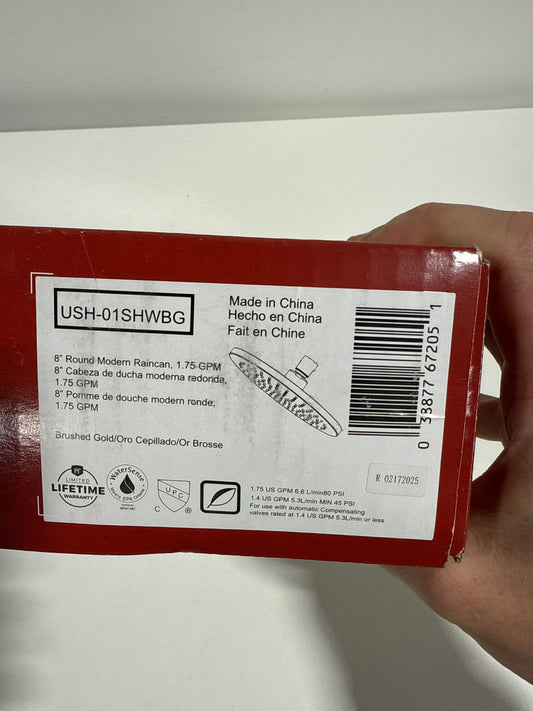 USH-01SHWBG
Made in China
Hecho en China
Fait en Chine
8" Round Modern Raincan, 1.75 GPM
8" Cabeza de ducha moderna redonda,
1.75 GPM
8" Pomme de douche modern ronde,
1.75 GPM
Brushed Gold/Oro Cepillado/Or Brosse
0 38877 67205 1
R 02172025
LIMITED
LIFETIME
WARRANTY
WaterSense
Meets EPA Criteria
C UPC ®
1.75 US GPM 6.6 L/min80 PSI
1.4 US GPM 5.3L/min MIN 45 PSI
For use with automatic Compensating
valves rated at 1.4 US GPM 5.3L/min or less